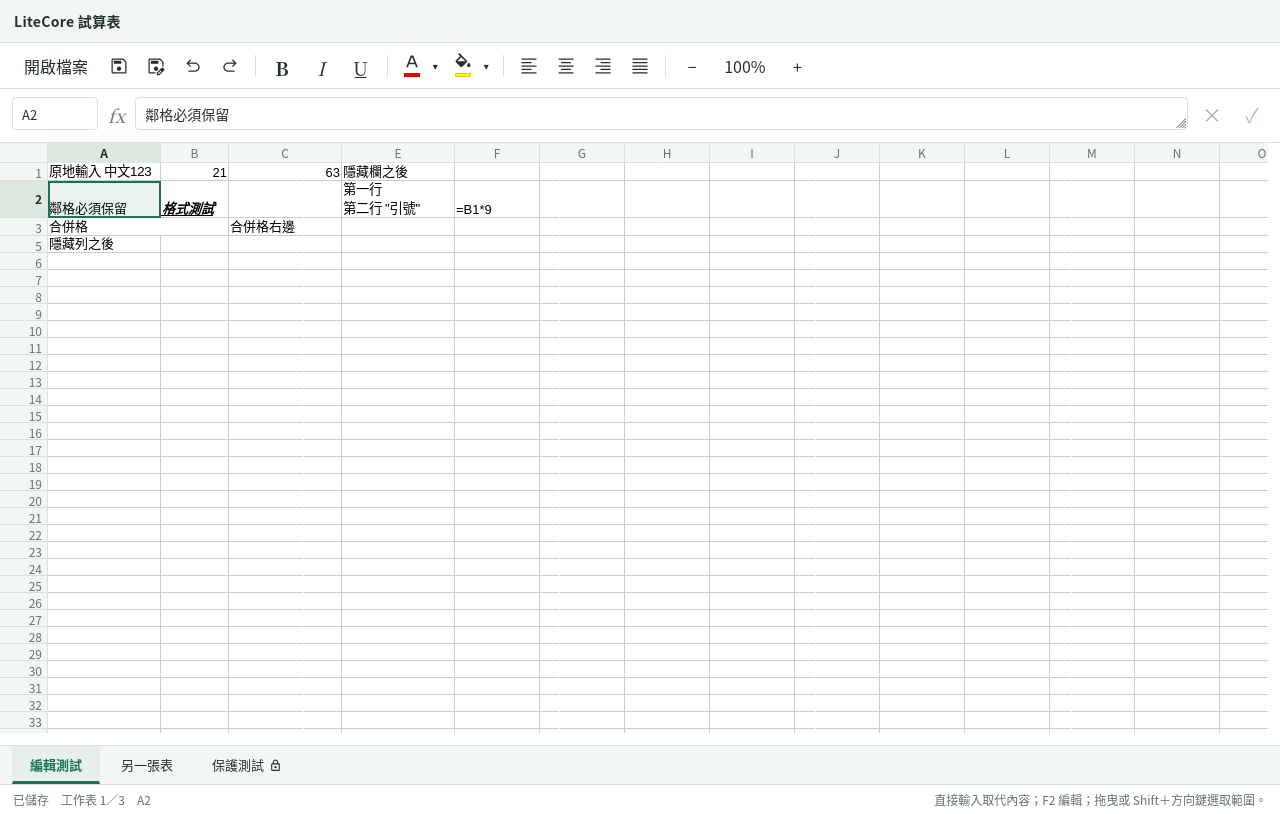 LiteCore 試算表
開啟檔案 B I U A ▼ ▼ − 100% +
A2 fx 鄰格必須保留
A B C E F G H I J K L M N O
1 原地輸入 中文123 21 63 隱藏欄之後
第一行
2 鄰格必須保留 格式測試 第二行 "引號" =B1*9
3 合併格 合併格右邊
5 隱藏列之後
6
7
8
9
10
11
12
13
14
15
16
17
18
19
20
21
22
23
24
25
26
27
28
29
30
31
32
33
編輯測試 另一張表 保護測試
已儲存 工作表 1／3 A2 直接輸入取代內容；F2 編輯；拖曳或 Shift＋方向鍵選取範圍。